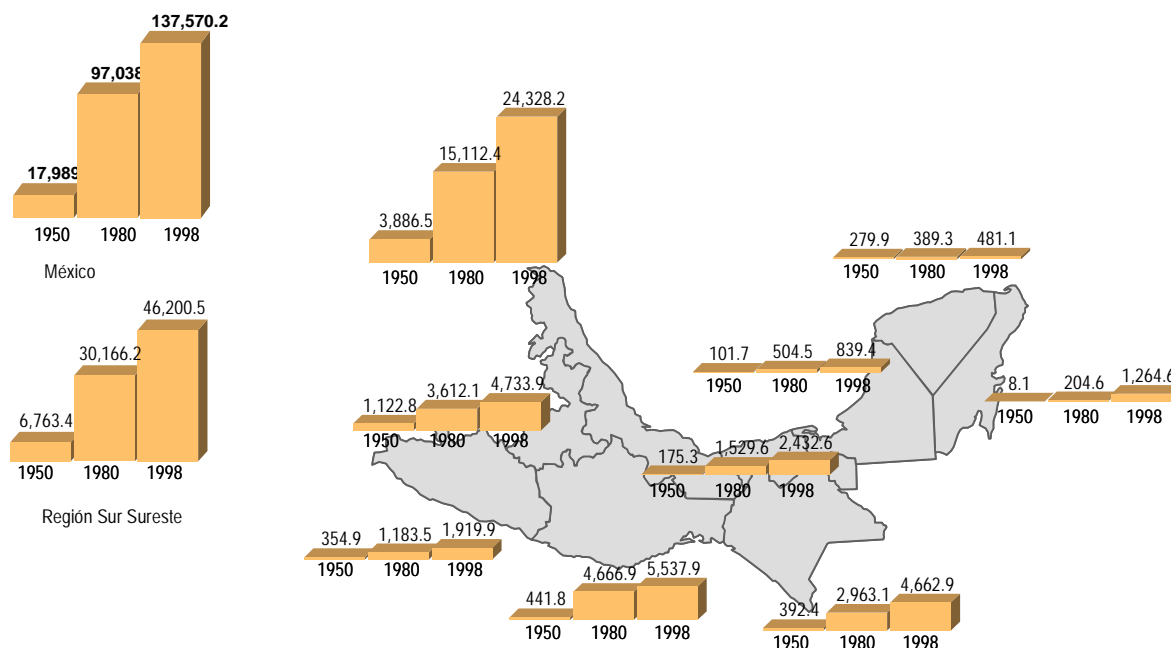 137,570.2
97,038
17,989
1950 1980 1998
México
46,200.5
30,166.2
6,763.4
1950 1980 1998
Región Sur Sureste
24,328.2
15,112.4
3,886.5
1950 1980 1998
279.9 389.3 481.1
1950 1980 1998
101.7 504.5 839.4
1950 1980 1998
8.1 204.6 1,264.6
1950 1980 1998
1,122.8 3,612.1 4,733.9
1950 1980 1998
175.3 1,529.6 2,432.6
1950 1980 1998
354.9 1,183.5 1,919.9
1950 1980 1998
441.8 4,666.9 5,537.9
1950 1980 1998
392.4 2,963.1 4,662.9
1950 1980 1998